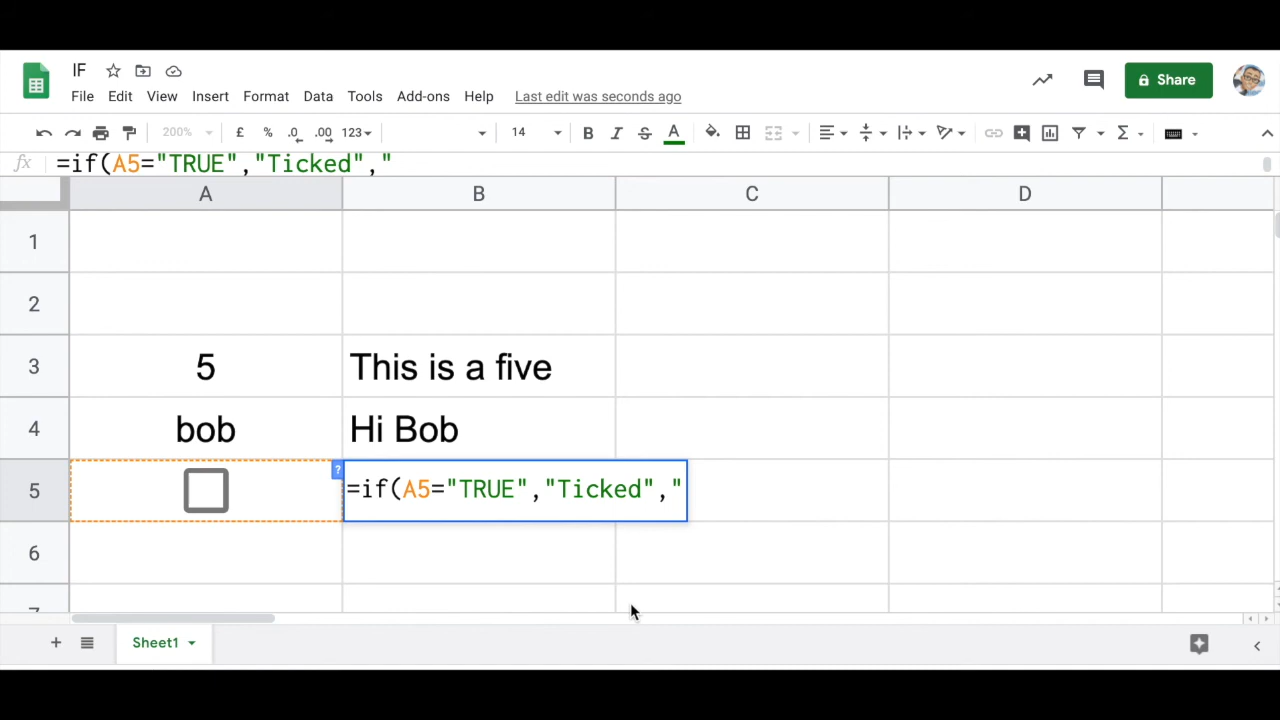 IF
File Edit View Insert Format Data Tools Add-ons Help Last edit was seconds ago
Share
200% £ % .0 .00 123 14 B I S A
fx =if(A5="TRUE","Ticked","
A B C D
1
2
3 5 This is a five
4 bob Hi Bob
5 ? =if(A5="TRUE","Ticked","
6
+ Sheet1